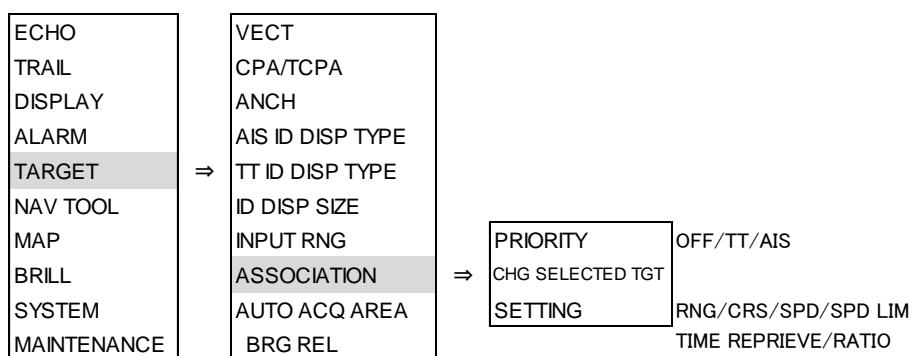 ECHO
TRAIL
DISPLAY
ALARM
TARGET
NAV TOOL
MAP
BRILL
SYSTEM
MAINTENANCE
⇒
VECT
CPA/TCPA
ANCH
AIS ID DISP TYPE
TT ID DISP TYPE
ID DISP SIZE
INPUT RNG
ASSOCIATION
AUTO ACQ AREA
BRG REL
⇒
PRIORITY
CHG SELECTED TGT
SETTING
OFF/TT/AIS
RNG/CRS/SPD/SPD LIM
TIME REPRIEVE/RATIO